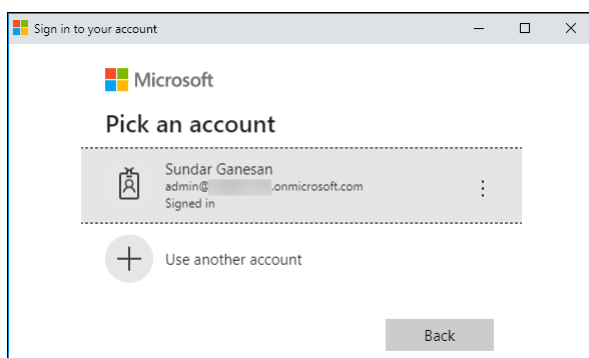 Sign in to your account
Microsoft
Pick an account
Sundar Ganesan
admin@ .onmicrosoft.com
Signed in
Use another account
Back